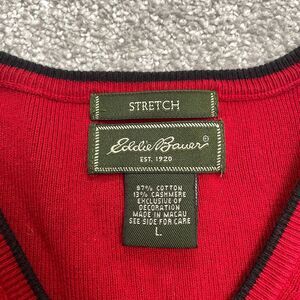 STRETCH
Eddie Bauer®
EST. 1920
87% COTTON
13% CASHMERE
EXCLUSIVE OF
DECORATION
MADE IN MACAU
SEE SIDE FOR CARE
L